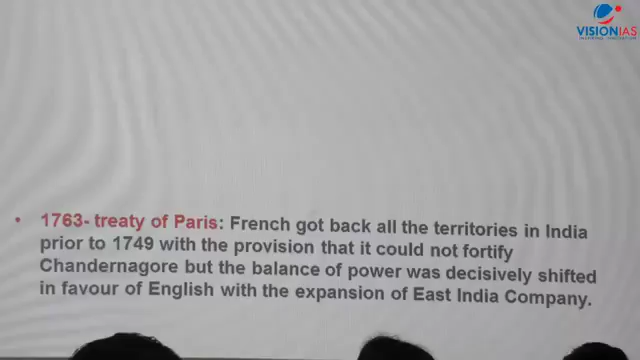 VISIONIAS
INSPIRING INNOVATION
• 1763- treaty of Paris: French got back all the territories in India
prior to 1749 with the provision that it could not fortify
Chandernagore but the balance of power was decisively shifted
in favour of English with the expansion of East India Company.